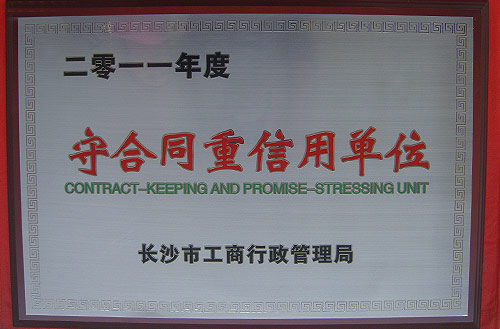 二零一一年度
守合同重信用单位
CONTRACT-KEEPING AND PROMISE-STRESSING UNIT
长沙市工商行政管理局